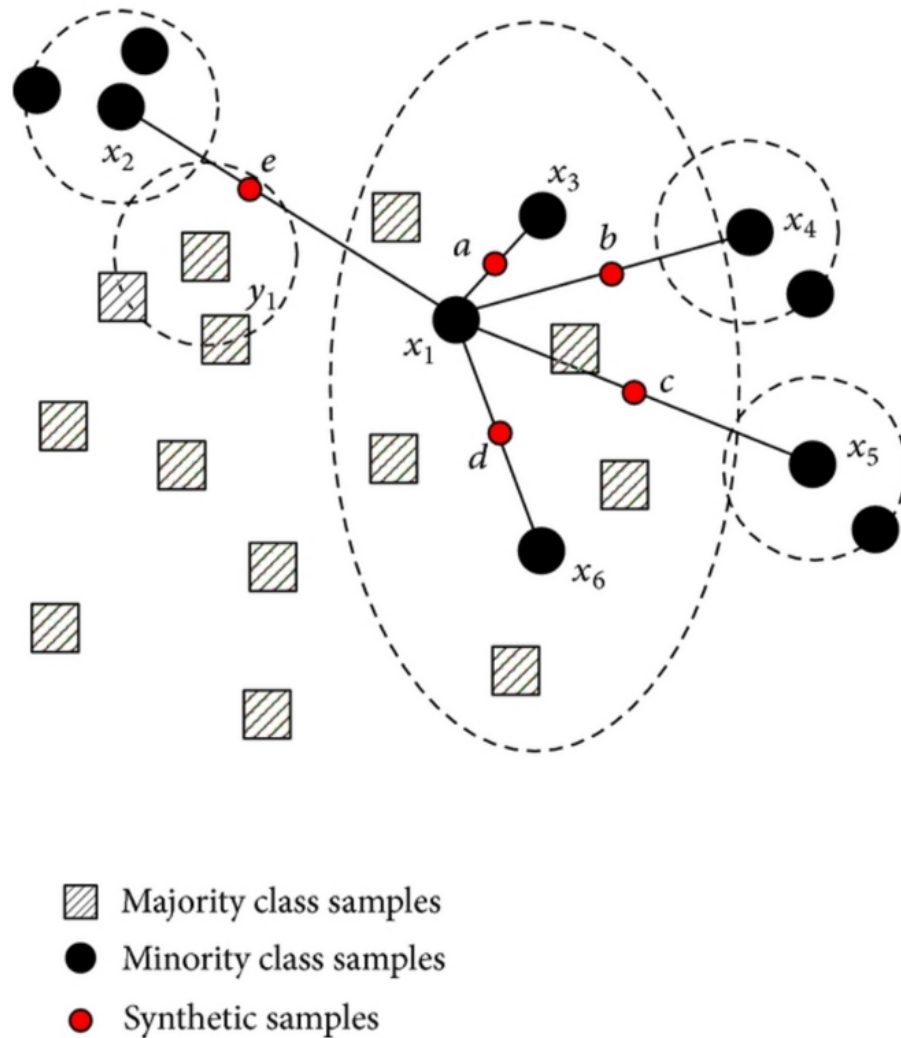 x₂
e
x₃
x₄
a
b
y₁
x₁
c
x₅
d
x₆
Majority class samples
Minority class samples
Synthetic samples